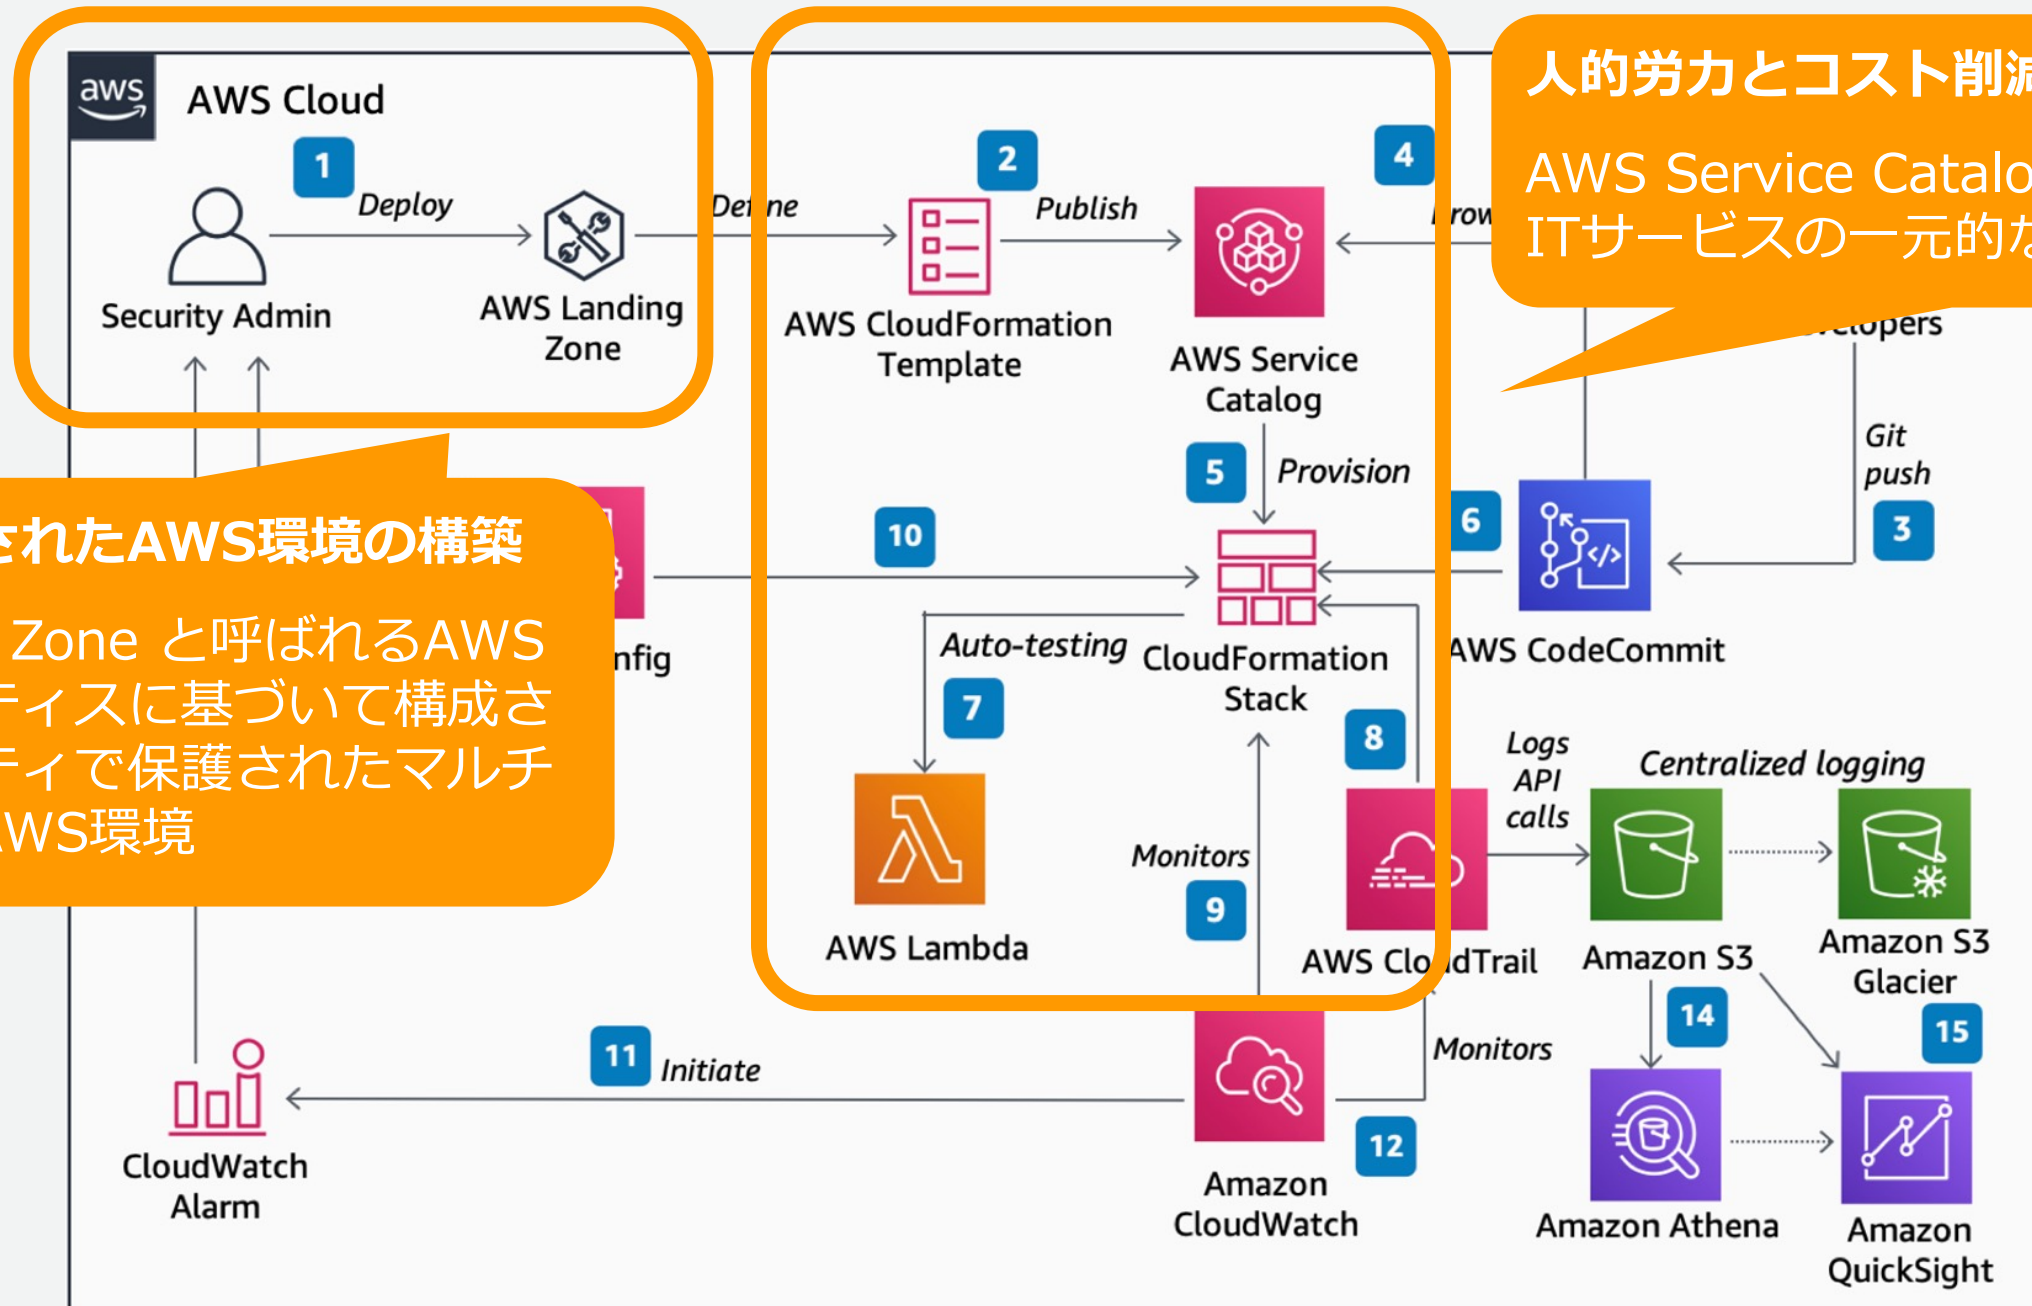 aws
AWS Cloud
1
Deploy
Security Admin
AWS Landing
Zone
2
Publish
AWS CloudFormation
Template
4
AWS Service
Catalog
人的労力とコスト削減
AWS Service Catalo
ITサービスの一元的な
5
Provision
Git
push
3
6
AWS CodeCommit
されたAWS環境の構築
Zone と呼ばれるAWS
ティスに基づいて構成さ
ティで保護されたマルチ
AWS環境
nfig
10
Auto-testing
7
CloudFormation
Stack
8
AWS Lambda
Monitors
9
AWS CloudTrail
Logs
API
calls
Centralized logging
Amazon S3
Amazon S3
Glacier
14
15
11
Initiate
CloudWatch
Alarm
Monitors
12
Amazon
CloudWatch
Amazon Athena
Amazon
QuickSight